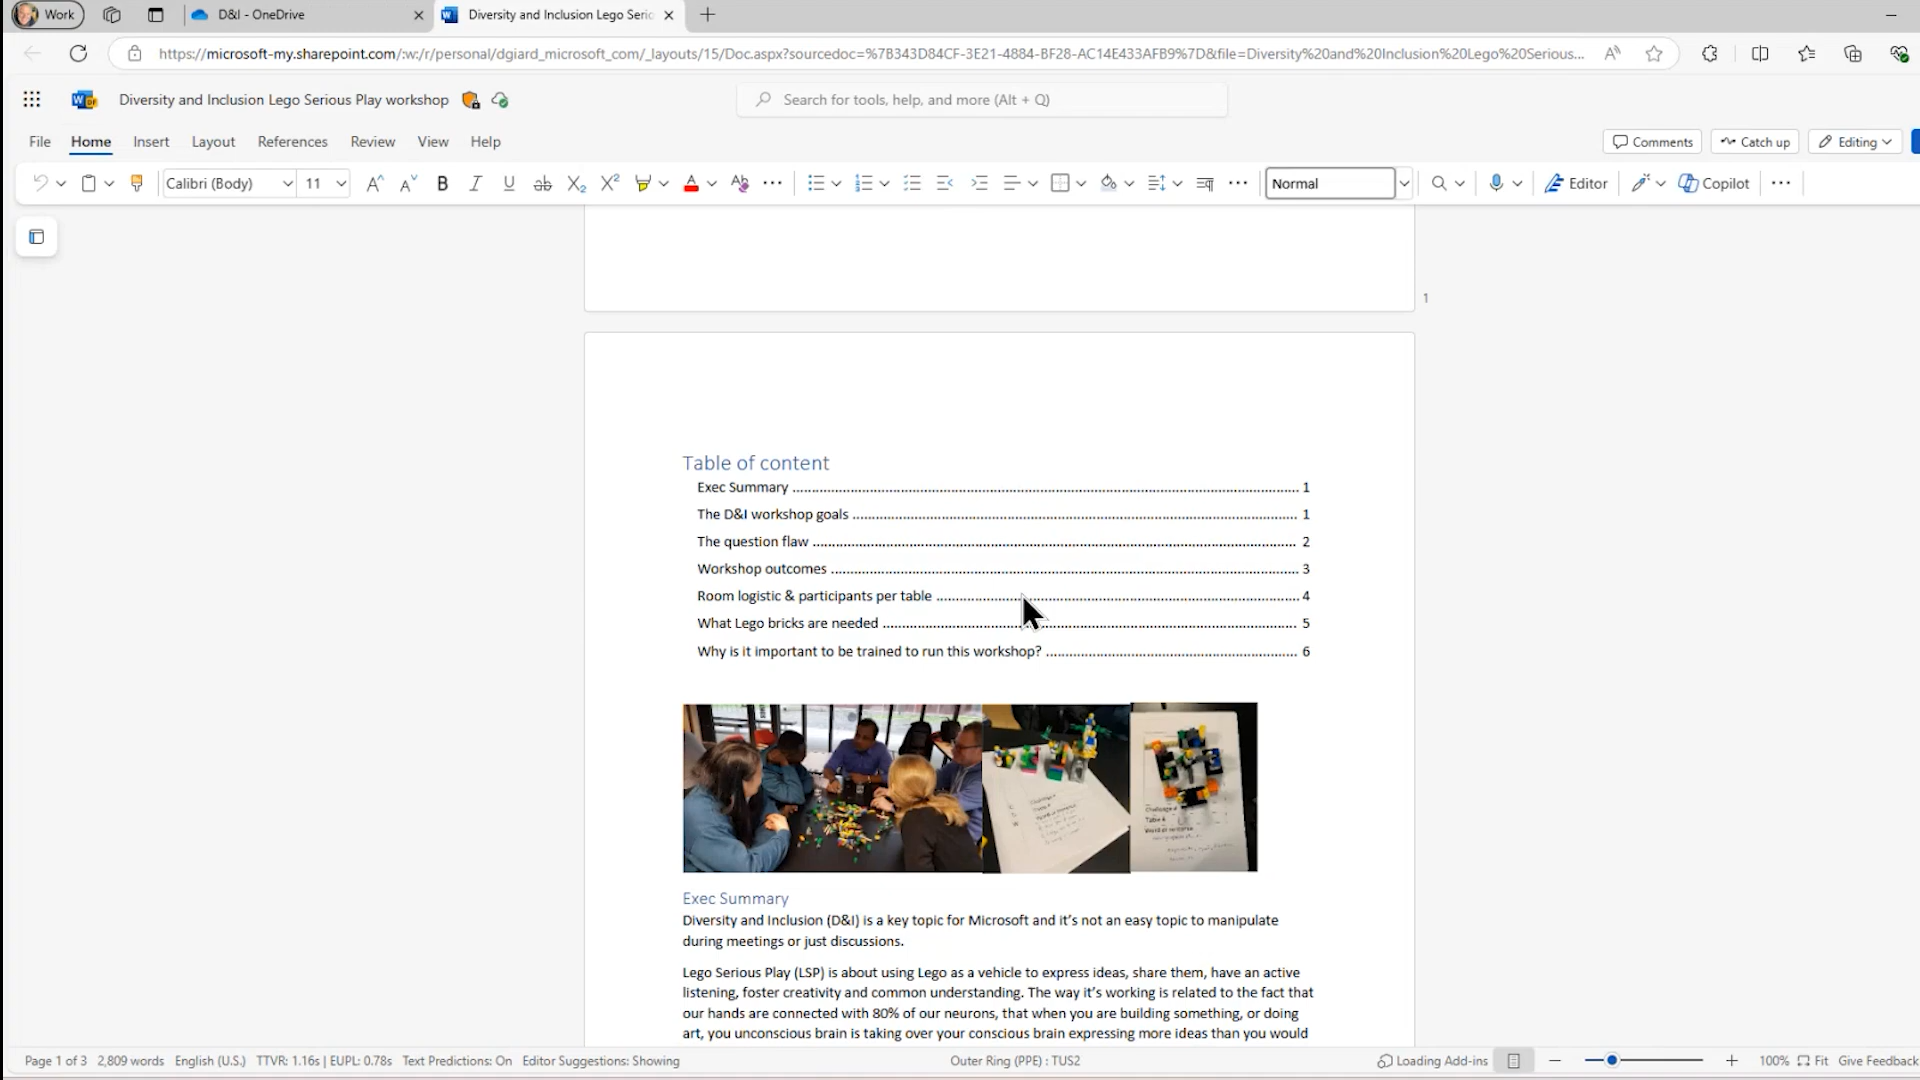 Work
D&I - OneDrive
Diversity and Inclusion Lego Serio
https://microsoft-my.sharepoint.com/:w:/r/personal/dgiard_microsoft_com/_layouts/15/Doc.aspx?sourcedoc=%7B343D84CF-3E21-4884-BF28-AC14E433AFB9%7D&file=Diversity%20and%20Inclusion%20Lego%20Serious...
Diversity and Inclusion Lego Serious Play workshop
Search for tools, help, and more (Alt + Q)
File Home Insert Layout References Review View Help
Comments Catch up Editing
Calibri (Body) 11 Normal Editor Copilot
1
Table of content
Exec Summary 1
The D&I workshop goals 1
The question flaw 2
Workshop outcomes 3
Room logistic & participants per table 4
What Lego bricks are needed 5
Why is it important to be trained to run this workshop? 6
Exec Summary
Diversity and Inclusion (D&I) is a key topic for Microsoft and it's not an easy topic to manipulate
during meetings or just discussions.
Lego Serious Play (LSP) is about using Lego as a vehicle to express ideas, share them, have an active
listening, foster creativity and common understanding. The way it's working is related to the fact that
our hands are connected with 80% of our neurons, that when you are building something, or doing
art, you unconscious brain is taking over your conscious brain expressing more ideas than you would
Page 1 of 3 2,809 words English (U.S.) TTVR: 1.16s | EUPL: 0.78s Text Predictions: On Editor Suggestions: Showing Outer Ring (PPE) : TUS2 Loading Add-ins 100% Fit Give Feedback